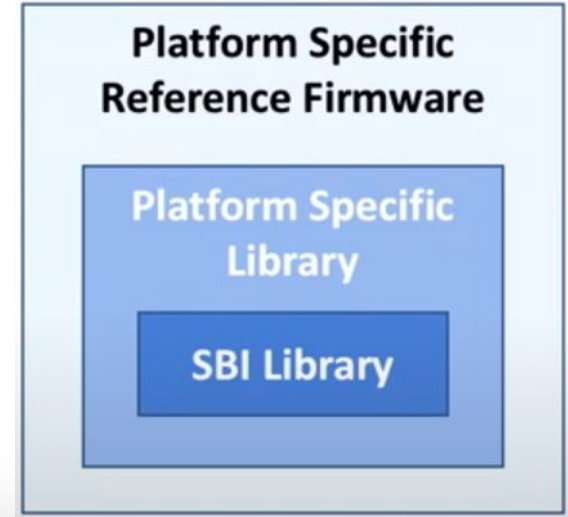 Platform Specific
Reference Firmware
Platform Specific
Library
SBI Library